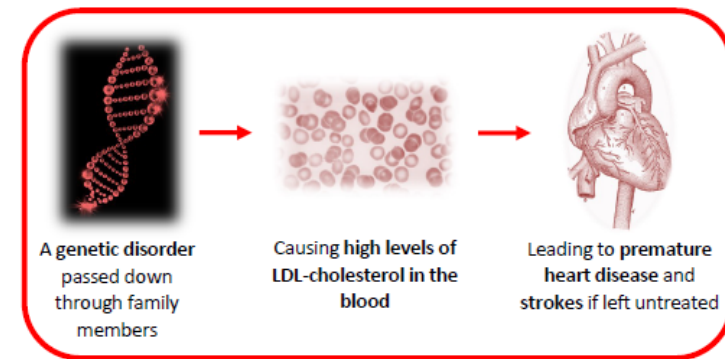 A genetic disorder
passed down
through family
members
Causing high levels of
LDL-cholesterol in the
blood
Leading to premature
heart disease and
strokes if left untreated